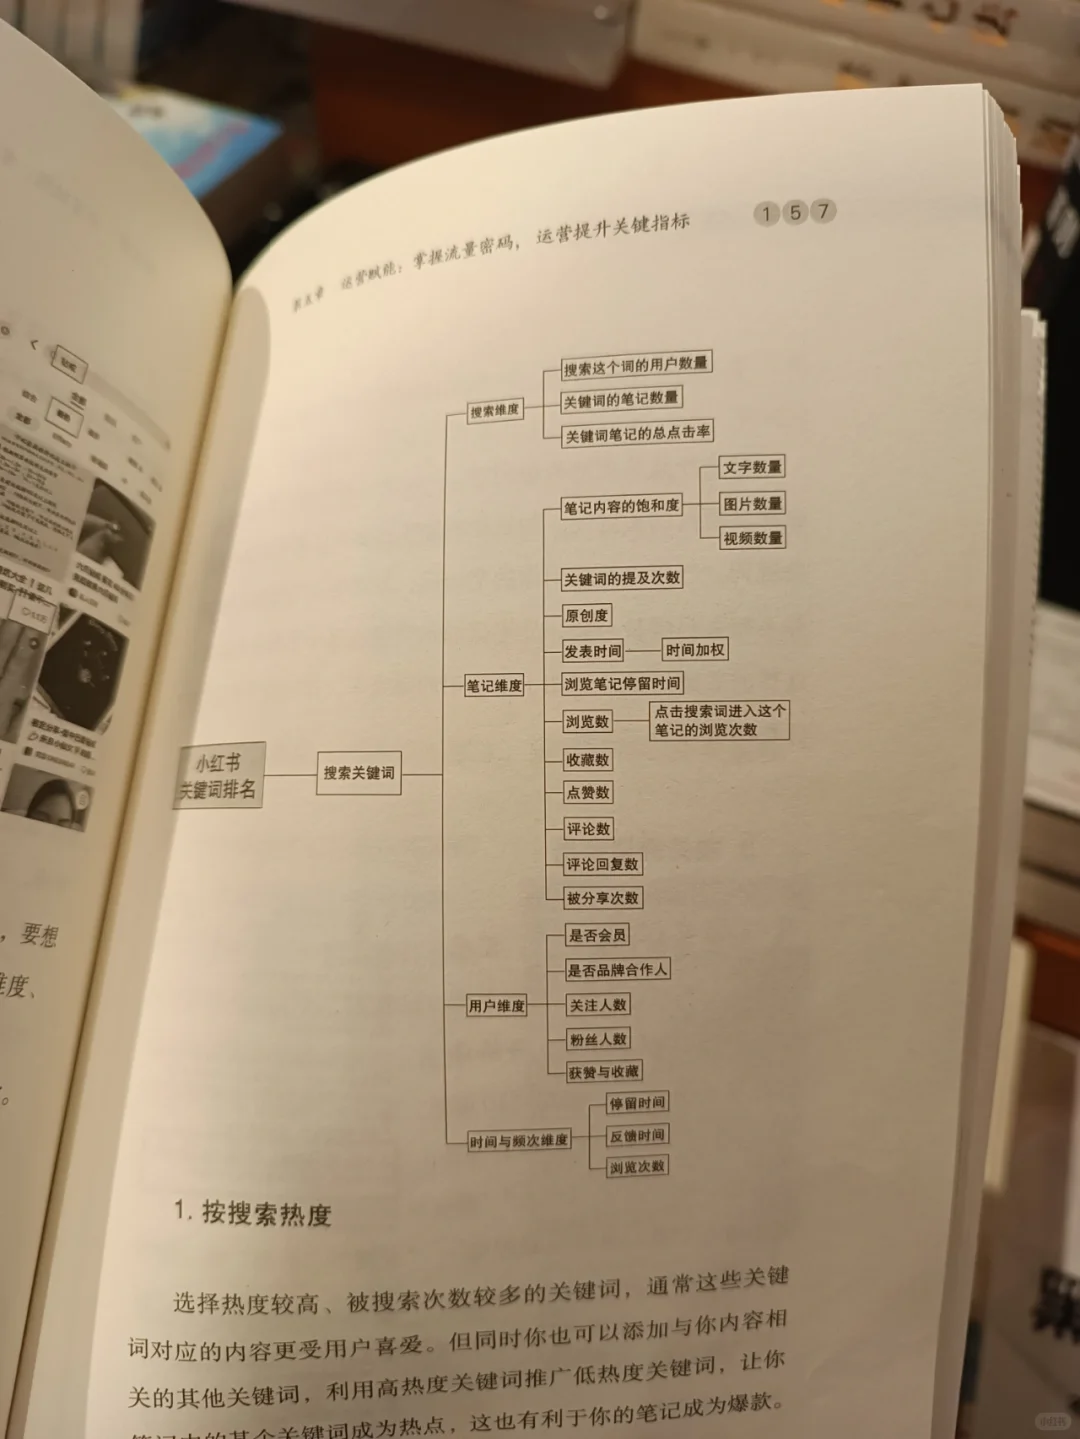 第五章 运营赋能：掌握流量密码，运营提升关键指标
157
搜索这个词的用户数量
搜索维度
关键词的笔记数量
关键词笔记的总点击率
文字数量
笔记内容的饱和度
图片数量
视频数量
关键词的提及次数
原创度
发表时间
时间加权
笔记维度
浏览笔记停留时间
浏览数
点击搜索词进入这个
笔记的浏览次数
收藏数
小红书
关键词排名
搜索关键词
点赞数
评论数
评论回复数
被分享次数
是否会员
是否品牌合作人
用户维度
关注人数
粉丝人数
获赞与收藏
停留时间
时间与频次维度
反馈时间
浏览次数
，要想
维度、
。
1. 按搜索热度
选择热度较高、被搜索次数较多的关键词，通常这些关键
词对应的内容更受用户喜爱。但同时你也可以添加与你内容相
关的其他关键词，利用高热度关键词推广低热度关键词，让你
笔记中的某个关键词成为热点，这也有利于你的笔记成为爆款。
小红书